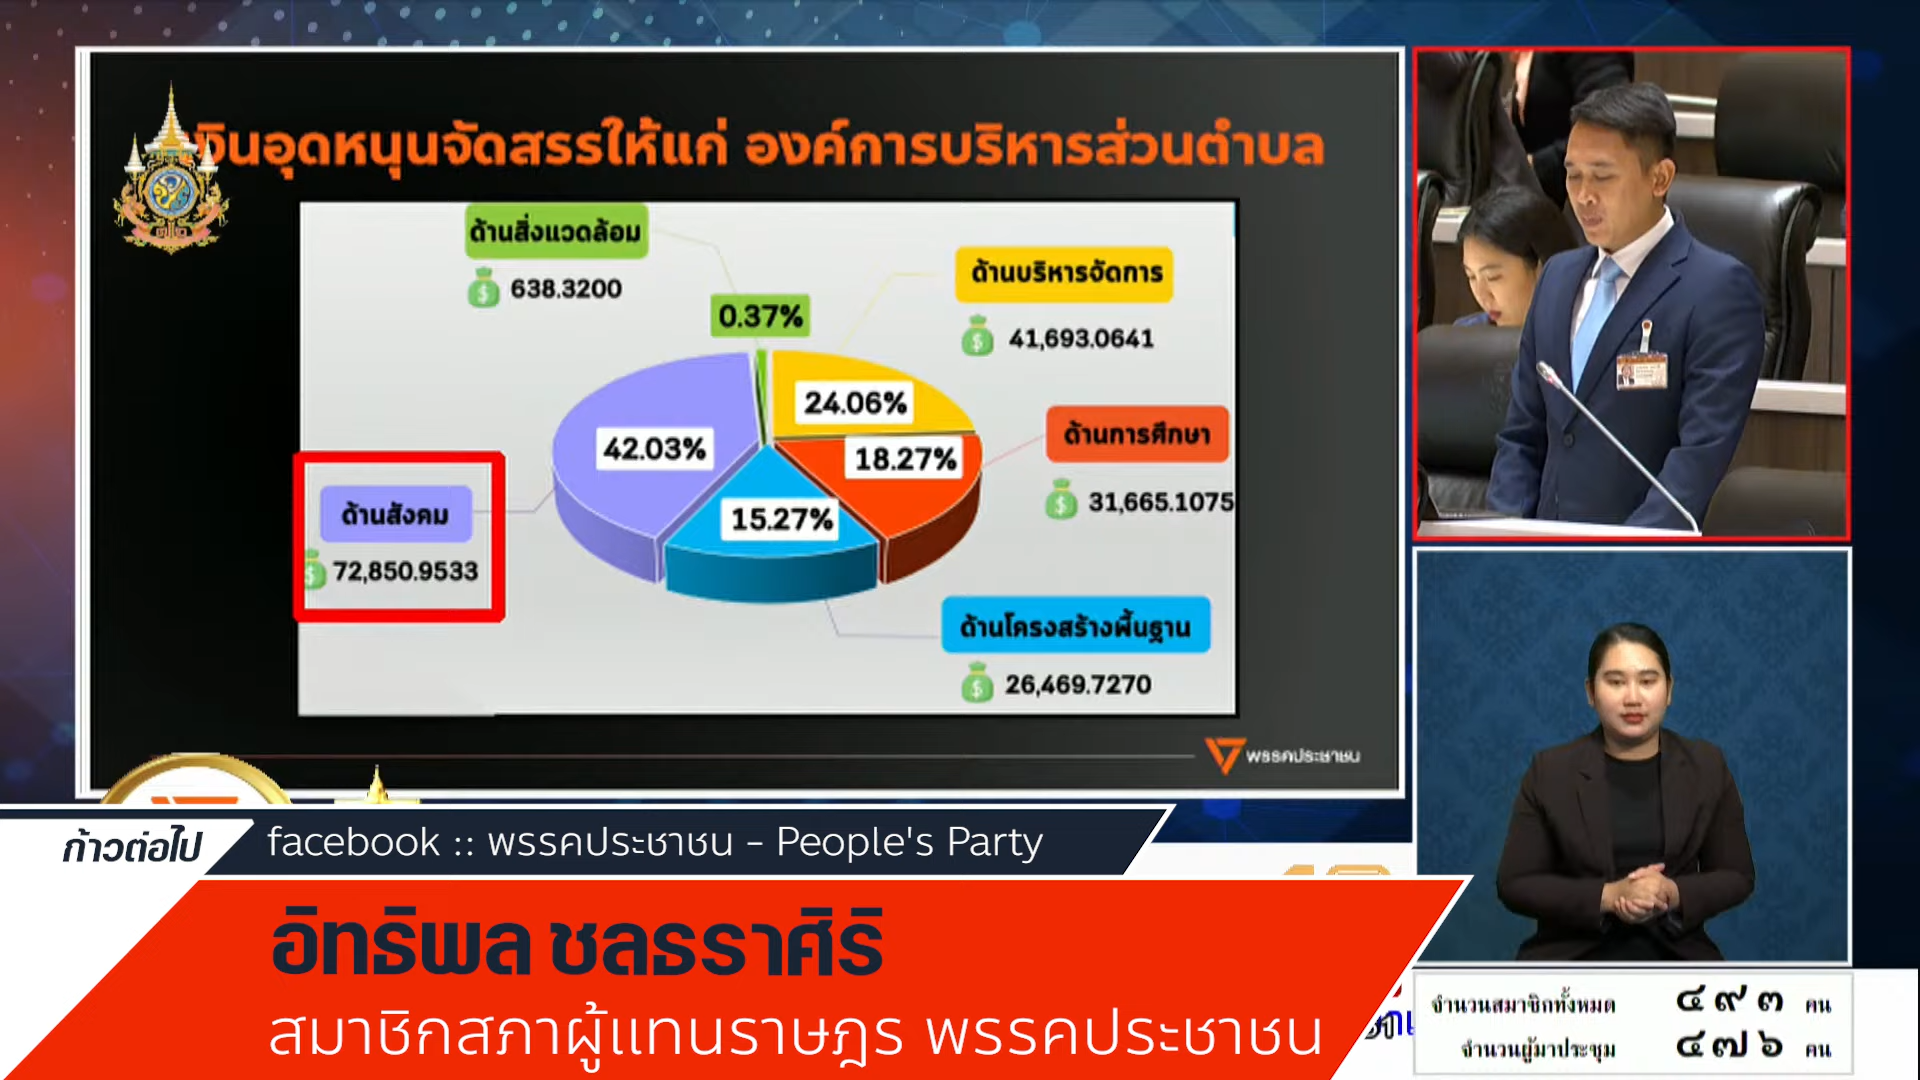 เงินอุดหนุนจัดสรรให้แก่ องค์การบริหารส่วนตำบล
ด้านสิ่งแวดล้อม
638.3200
0.37%
ด้านบริหารจัดการ
41,693.0641
24.06%
ด้านการศึกษา
31,665.1075
18.27%
42.03%
ด้านสังคม
72,850.9533
15.27%
ด้านโครงสร้างพื้นฐาน
26,469.7270
พรรคประชาชน
ก้าวต่อไป
facebook :: พรรคประชาชน - People's Party
อิทธิพล ชลธราศิริ
สมาชิกสภาผู้แทนราษฎร พรรคประชาชน
จำนวนสมาชิกทั้งหมด ๔๙๓ คน
จำนวนผู้มาประชุม ๔๗๖ คน